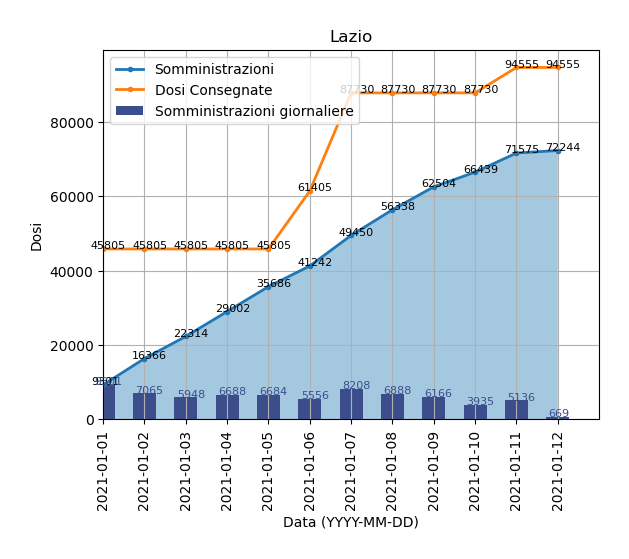 Lazio
Somministrazioni
Dosi Consegnate
Somministrazioni giornaliere
94555 94555
87730 87730 87730 87730
61405
45805 45805 45805 45805 45805
9301 16366 22314 29002 35686 41242 49450 56338 62504 66439 71575 72244
7065 5948 6688 6684 5556 8208 6888 6166 3935 5136 669
80000
60000
40000
20000
0
Dosi
2021-01-01
2021-01-02
2021-01-03
2021-01-04
2021-01-05
2021-01-06
2021-01-07
2021-01-08
2021-01-09
2021-01-10
2021-01-11
2021-01-12
Data (YYYY-MM-DD)